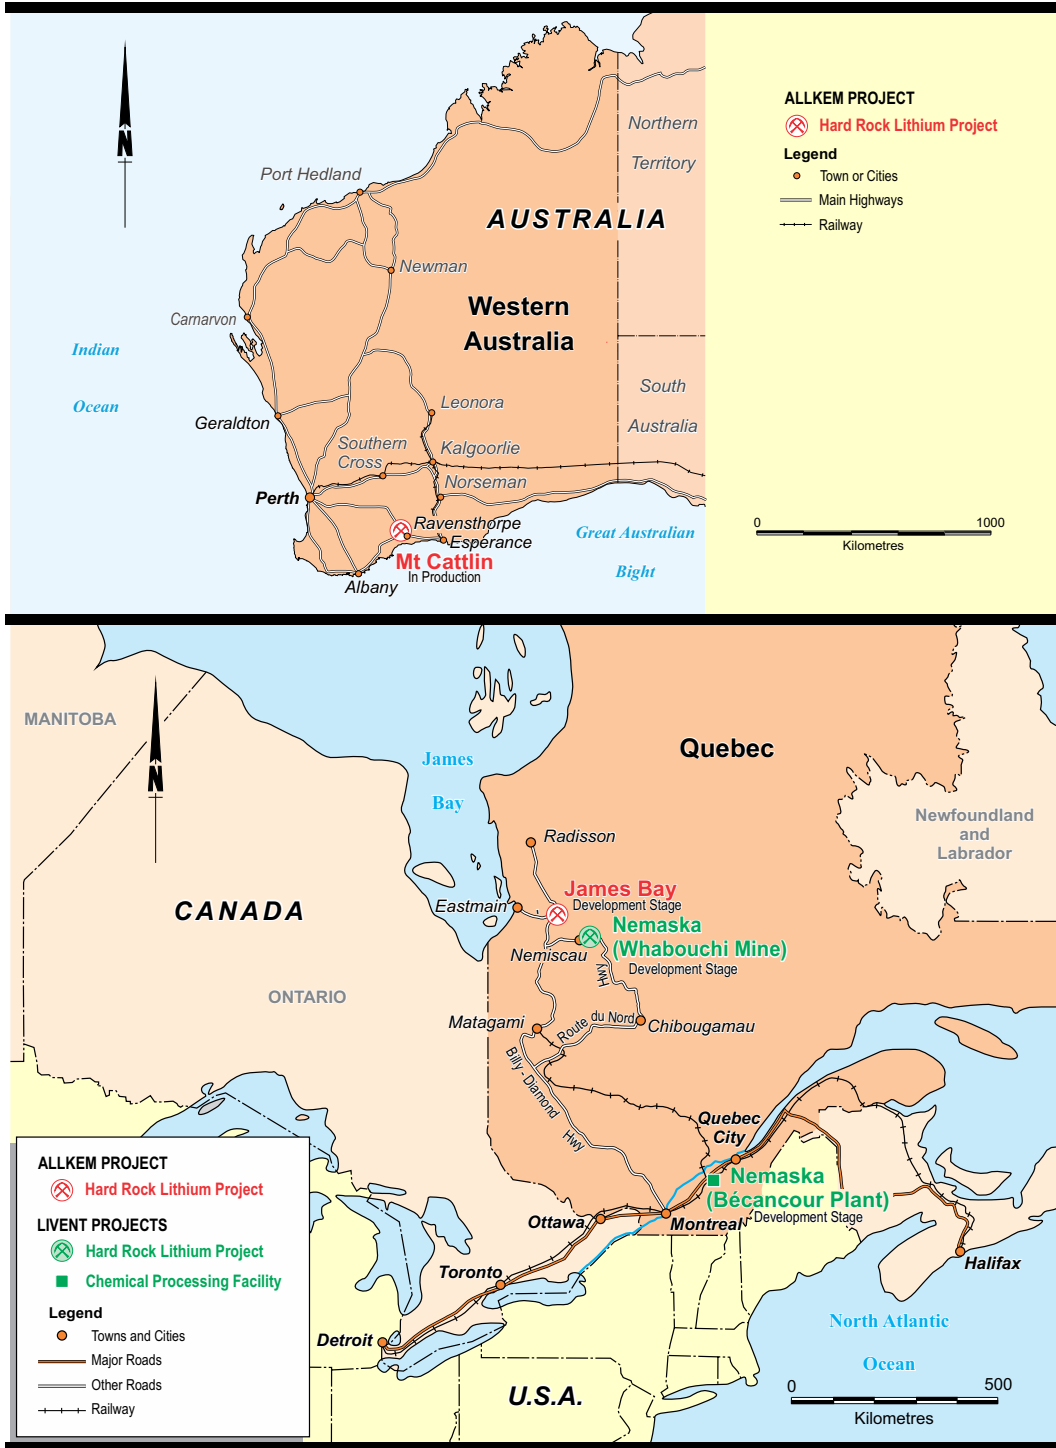 N
Northern
Territory
Port Hedland
AUSTRALIA
Newman
Western
Australia
Carnarvon
Indian
Ocean
South
Australia
Leonora
Geraldton
Southern
Cross
Kalgoorlie
Norseman
Perth
Ravensthorpe
Esperance
Mt Cattlin
In Production
Albany
Great Australian
Bight
ALLKEM PROJECT
Hard Rock Lithium Project
Legend
Town or Cities
Main Highways
Railway
0 1000
Kilometres
MANITOBA
N
James
Bay
Quebec
Newfoundland
and
Labrador
Radisson
CANADA
James Bay
Development Stage
Eastmain
Nemaska
(Whabouchi Mine)
Development Stage
Nemiscau
Hwy
ONTARIO
Matagami
Route du Nord
Chibougamau
Billy - Diamond Hwy
Quebec
City
Nemaska
(Bécancour Plant)
Development Stage
Ottawa
Montreal
Halifax
Toronto
Detroit
North Atlantic
Ocean
U.S.A.
0 500
Kilometres
ALLKEM PROJECT
Hard Rock Lithium Project
LIVENT PROJECTS
Hard Rock Lithium Project
Chemical Processing Facility
Legend
Towns and Cities
Major Roads
Other Roads
Railway